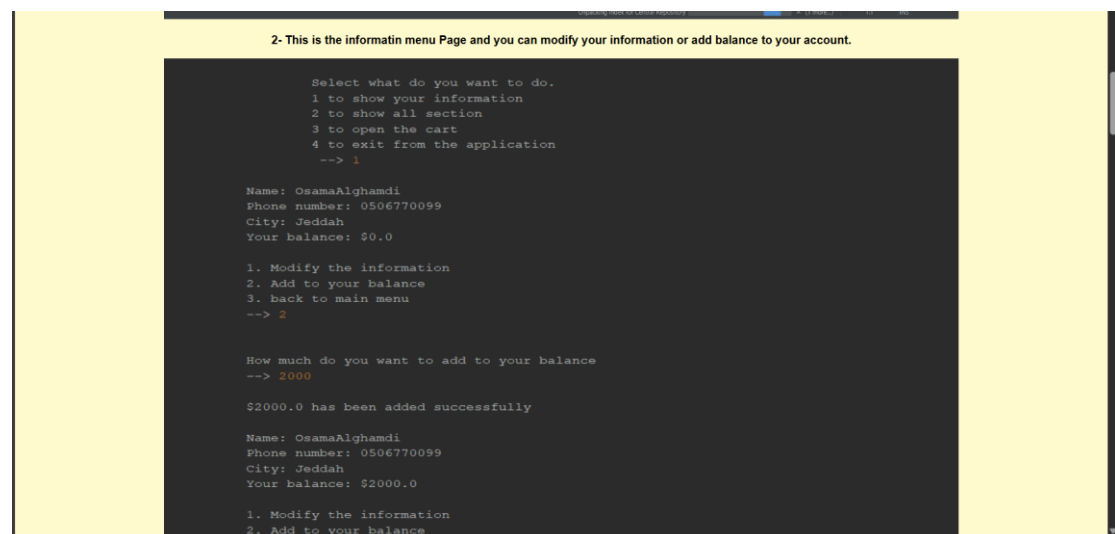 Unpacking index for Central Repository
2- This is the informatin menu Page and you can modify your information or add balance to your account.
Select what do you want to do.
1 to show your information
2 to show all section
3 to open the cart
4 to exit from the application
--> 1
Name: OsamaAlghamdi
Phone number: 0506770099
City: Jeddah
Your balance: $0.0
1. Modify the information
2. Add to your balance
3. back to main menu
--> 2
How much do you want to add to your balance
--> 2000
$2000.0 has been added successfully
Name: OsamaAlghamdi
Phone number: 0506770099
City: Jeddah
Your balance: $2000.0
1. Modify the information
2. Add to your balance